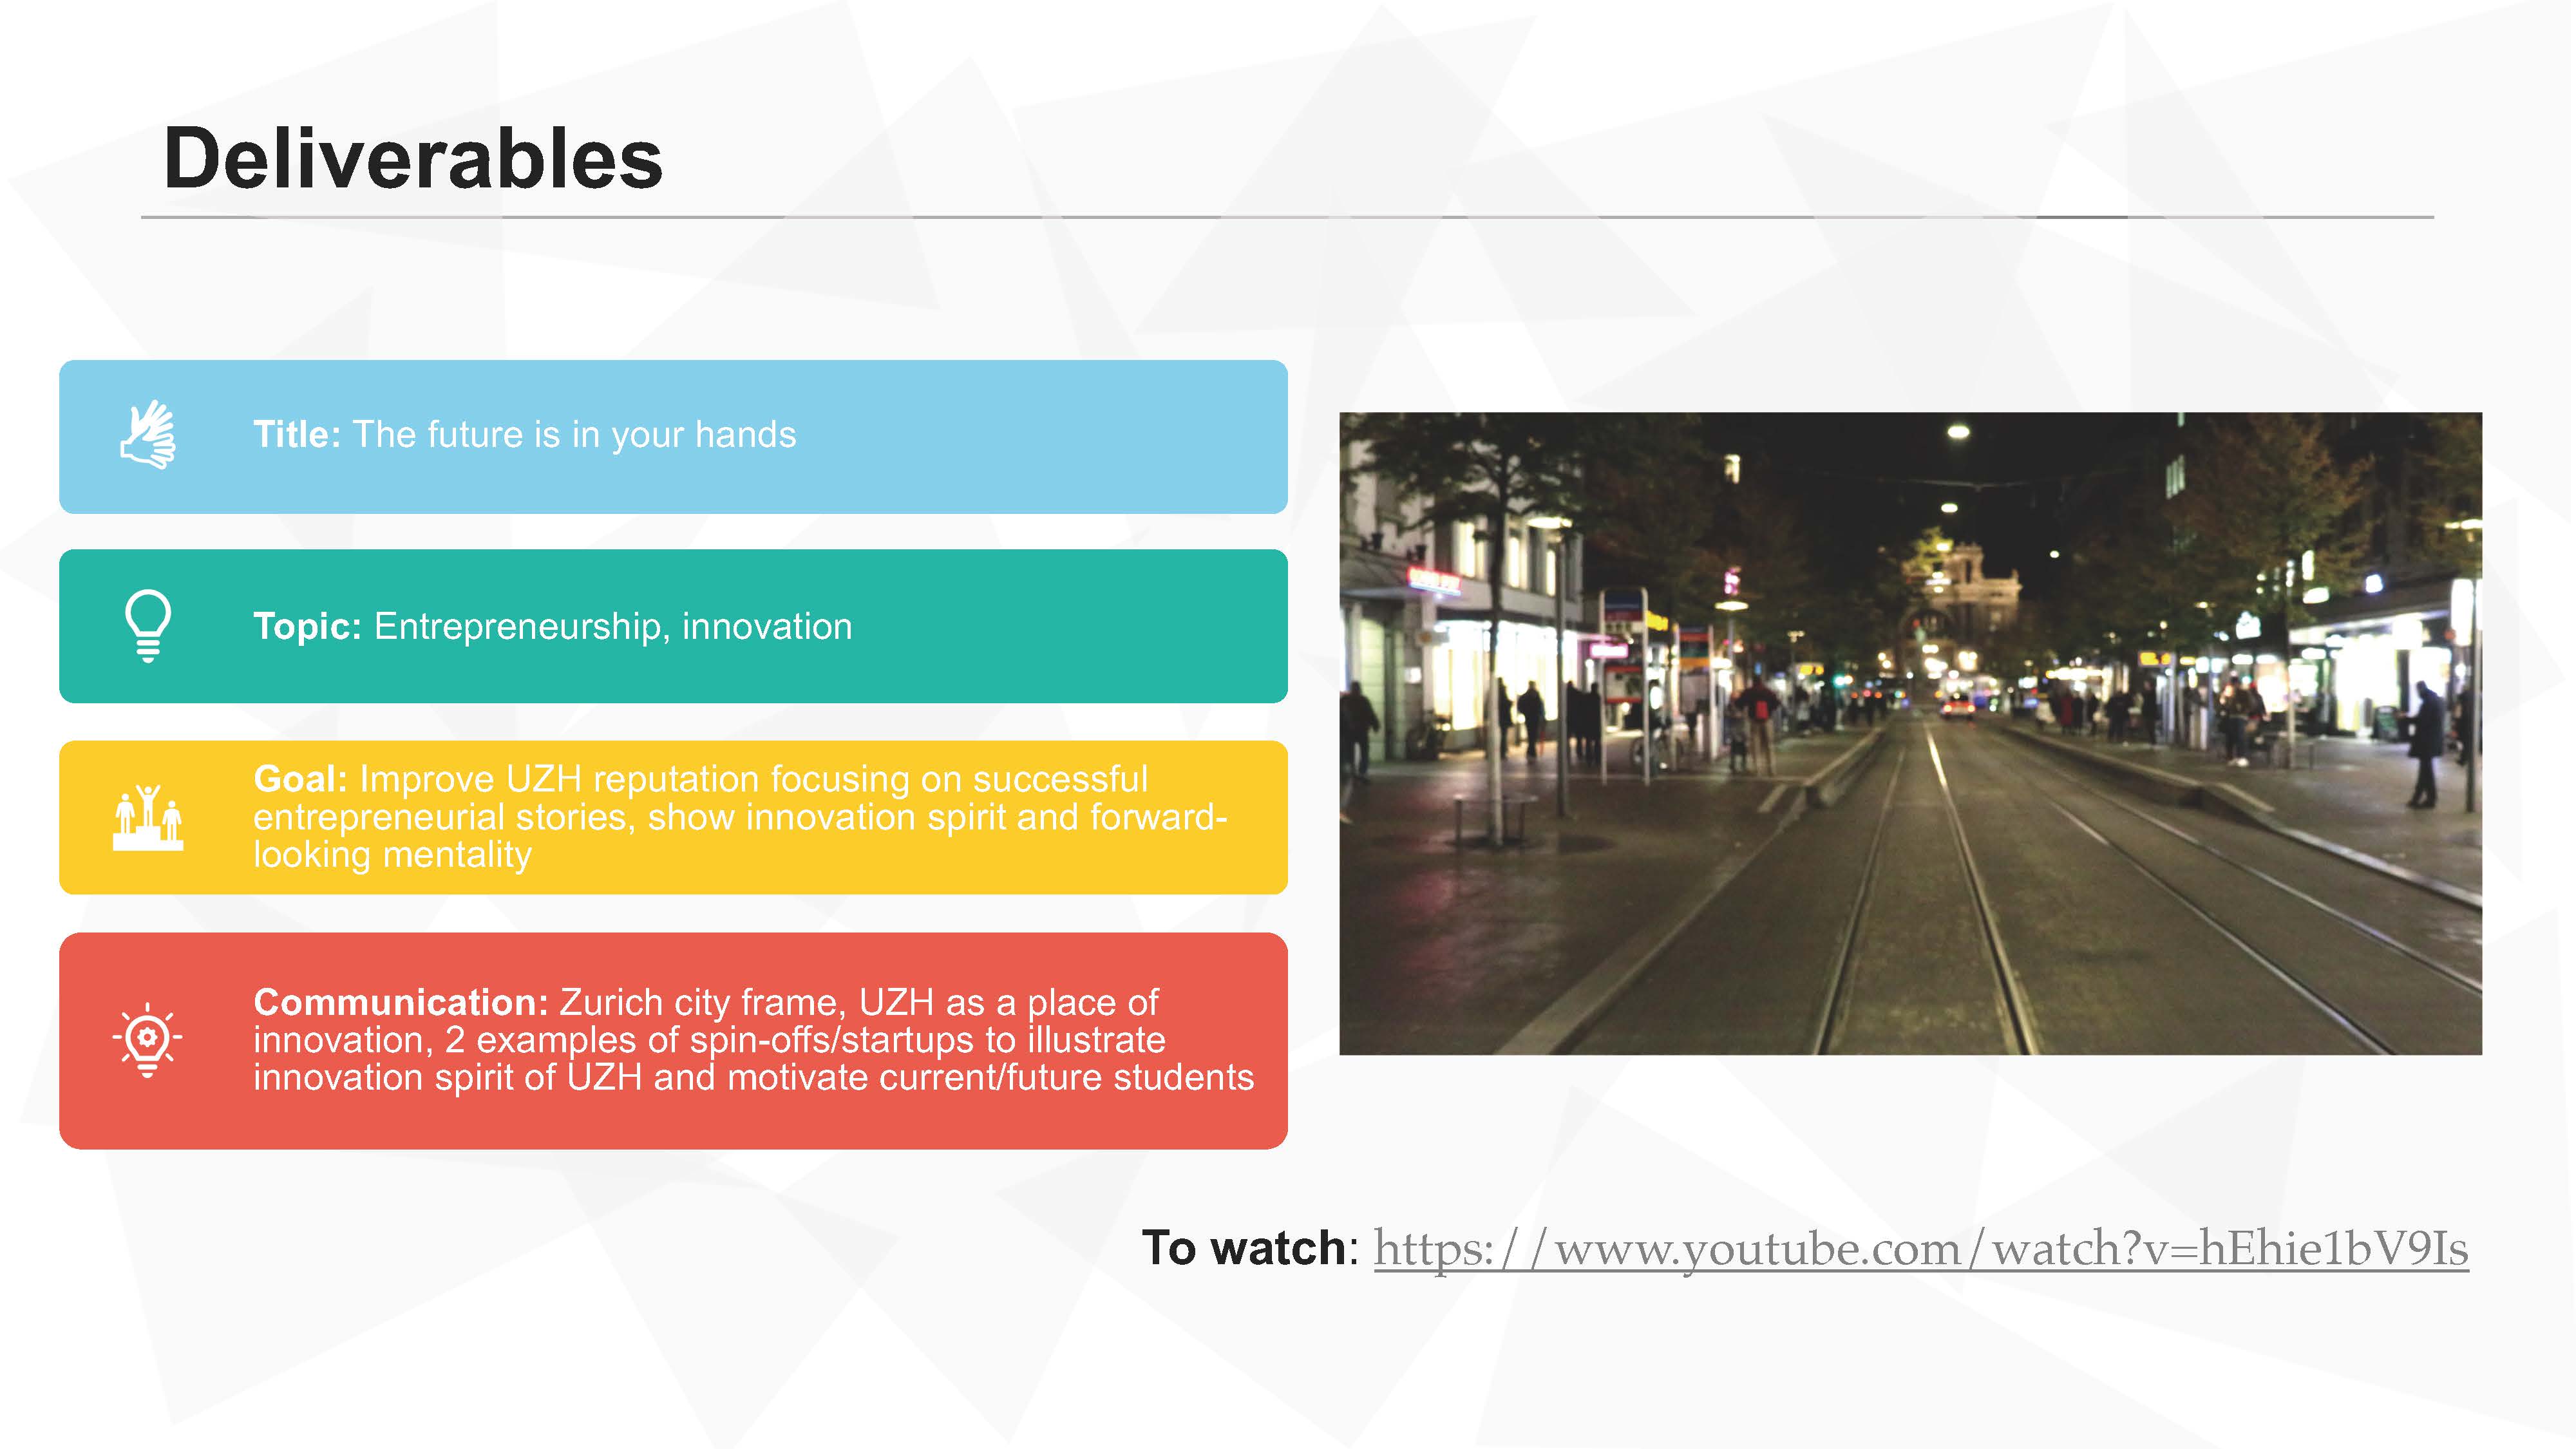 Deliverables
Title: The future is in your hands
Topic: Entrepreneurship, innovation
Goal: Improve UZH reputation focusing on successful
entrepreneurial stories, show innovation spirit and forward-
looking mentality
Communication: Zurich city frame, UZH as a place of
innovation, 2 examples of spin-offs/startups to illustrate
innovation spirit of UZH and motivate current/future students
To watch: https://www.youtube.com/watch?v=hEhie1bV9Is